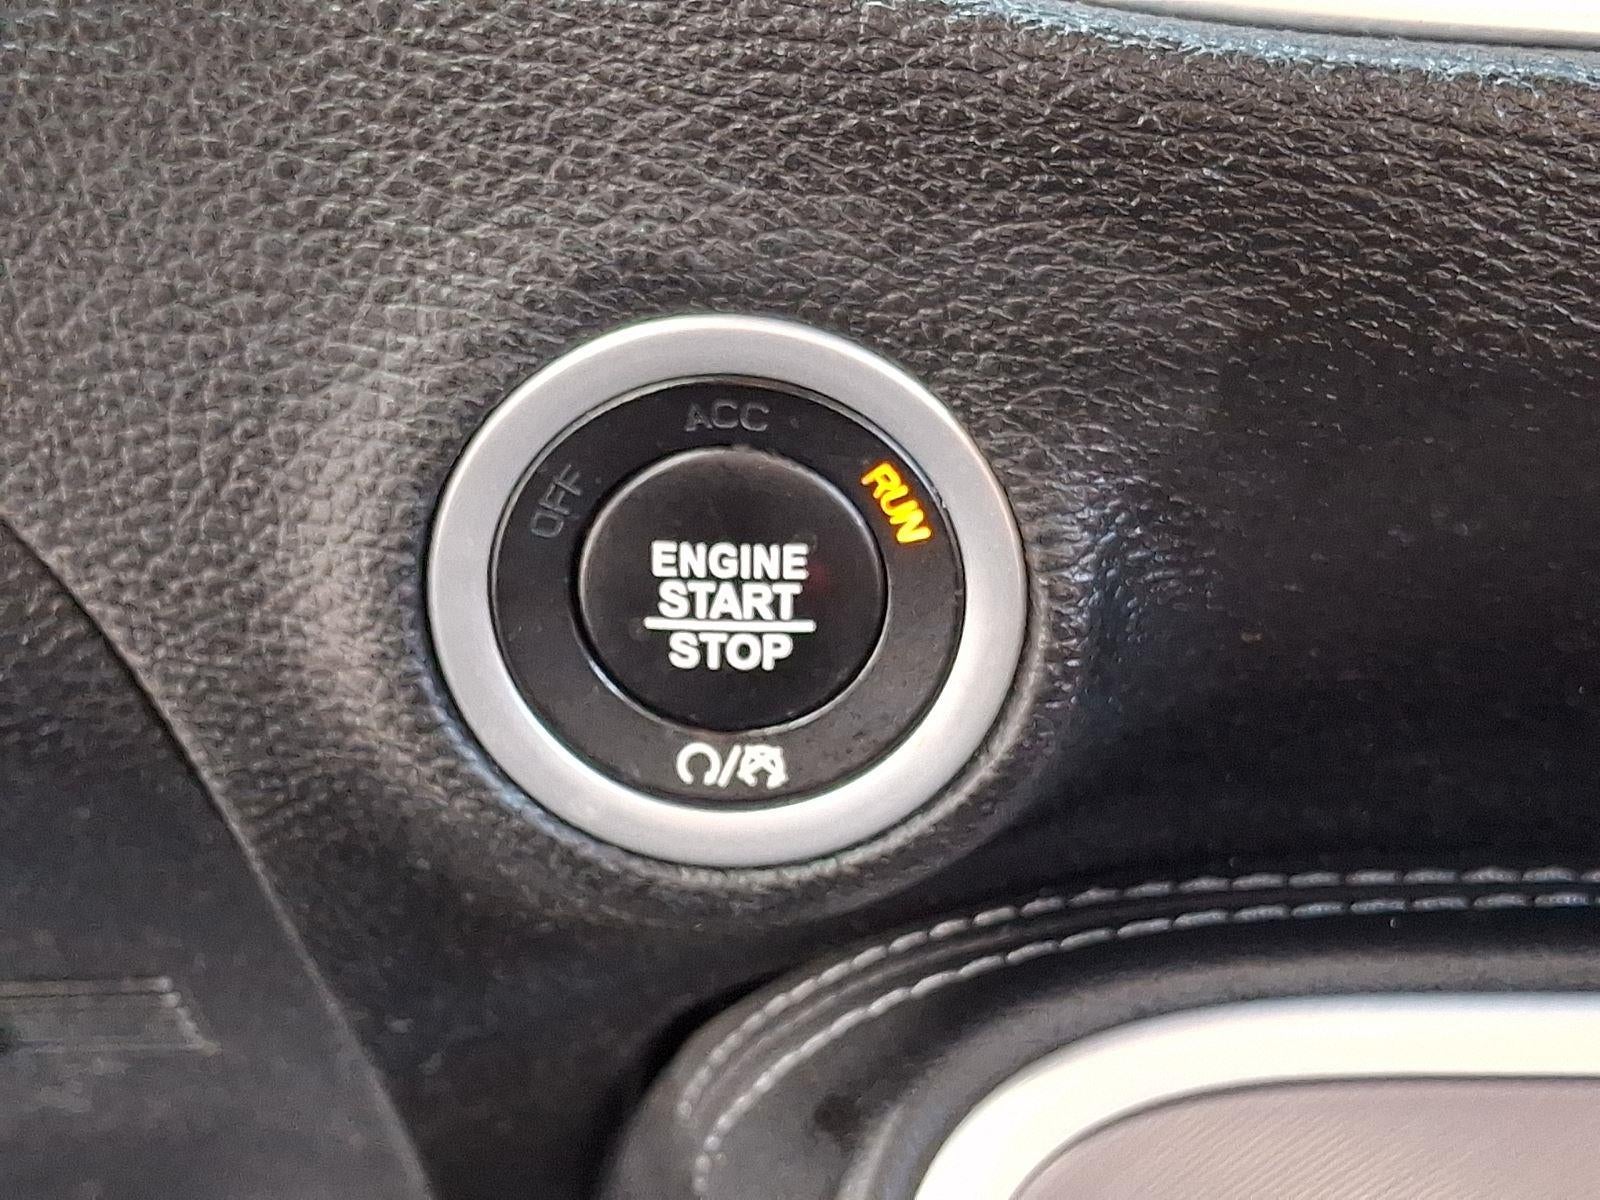 ACC
OFF
RUN
ENGINE
START
STOP